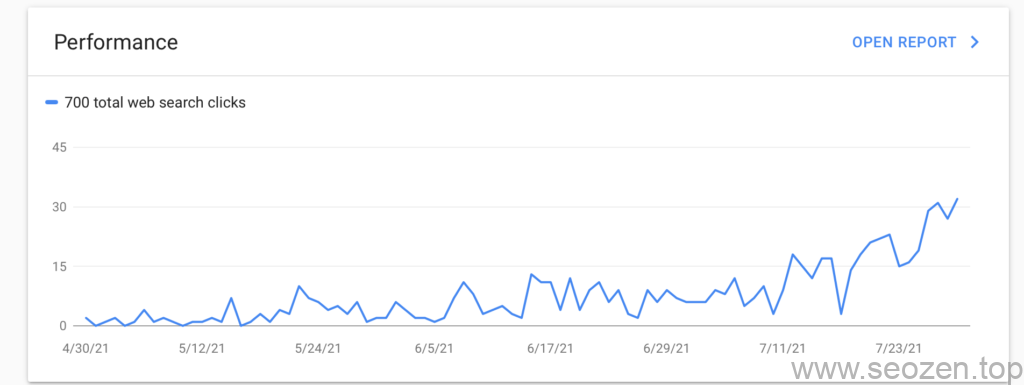 Performance
OPEN REPORT
700 total web search clicks
45
30
15
0
4/30/21 5/12/21 5/24/21 6/5/21 6/17/21 6/29/21 7/11/21 7/23/21
www.seozen.top